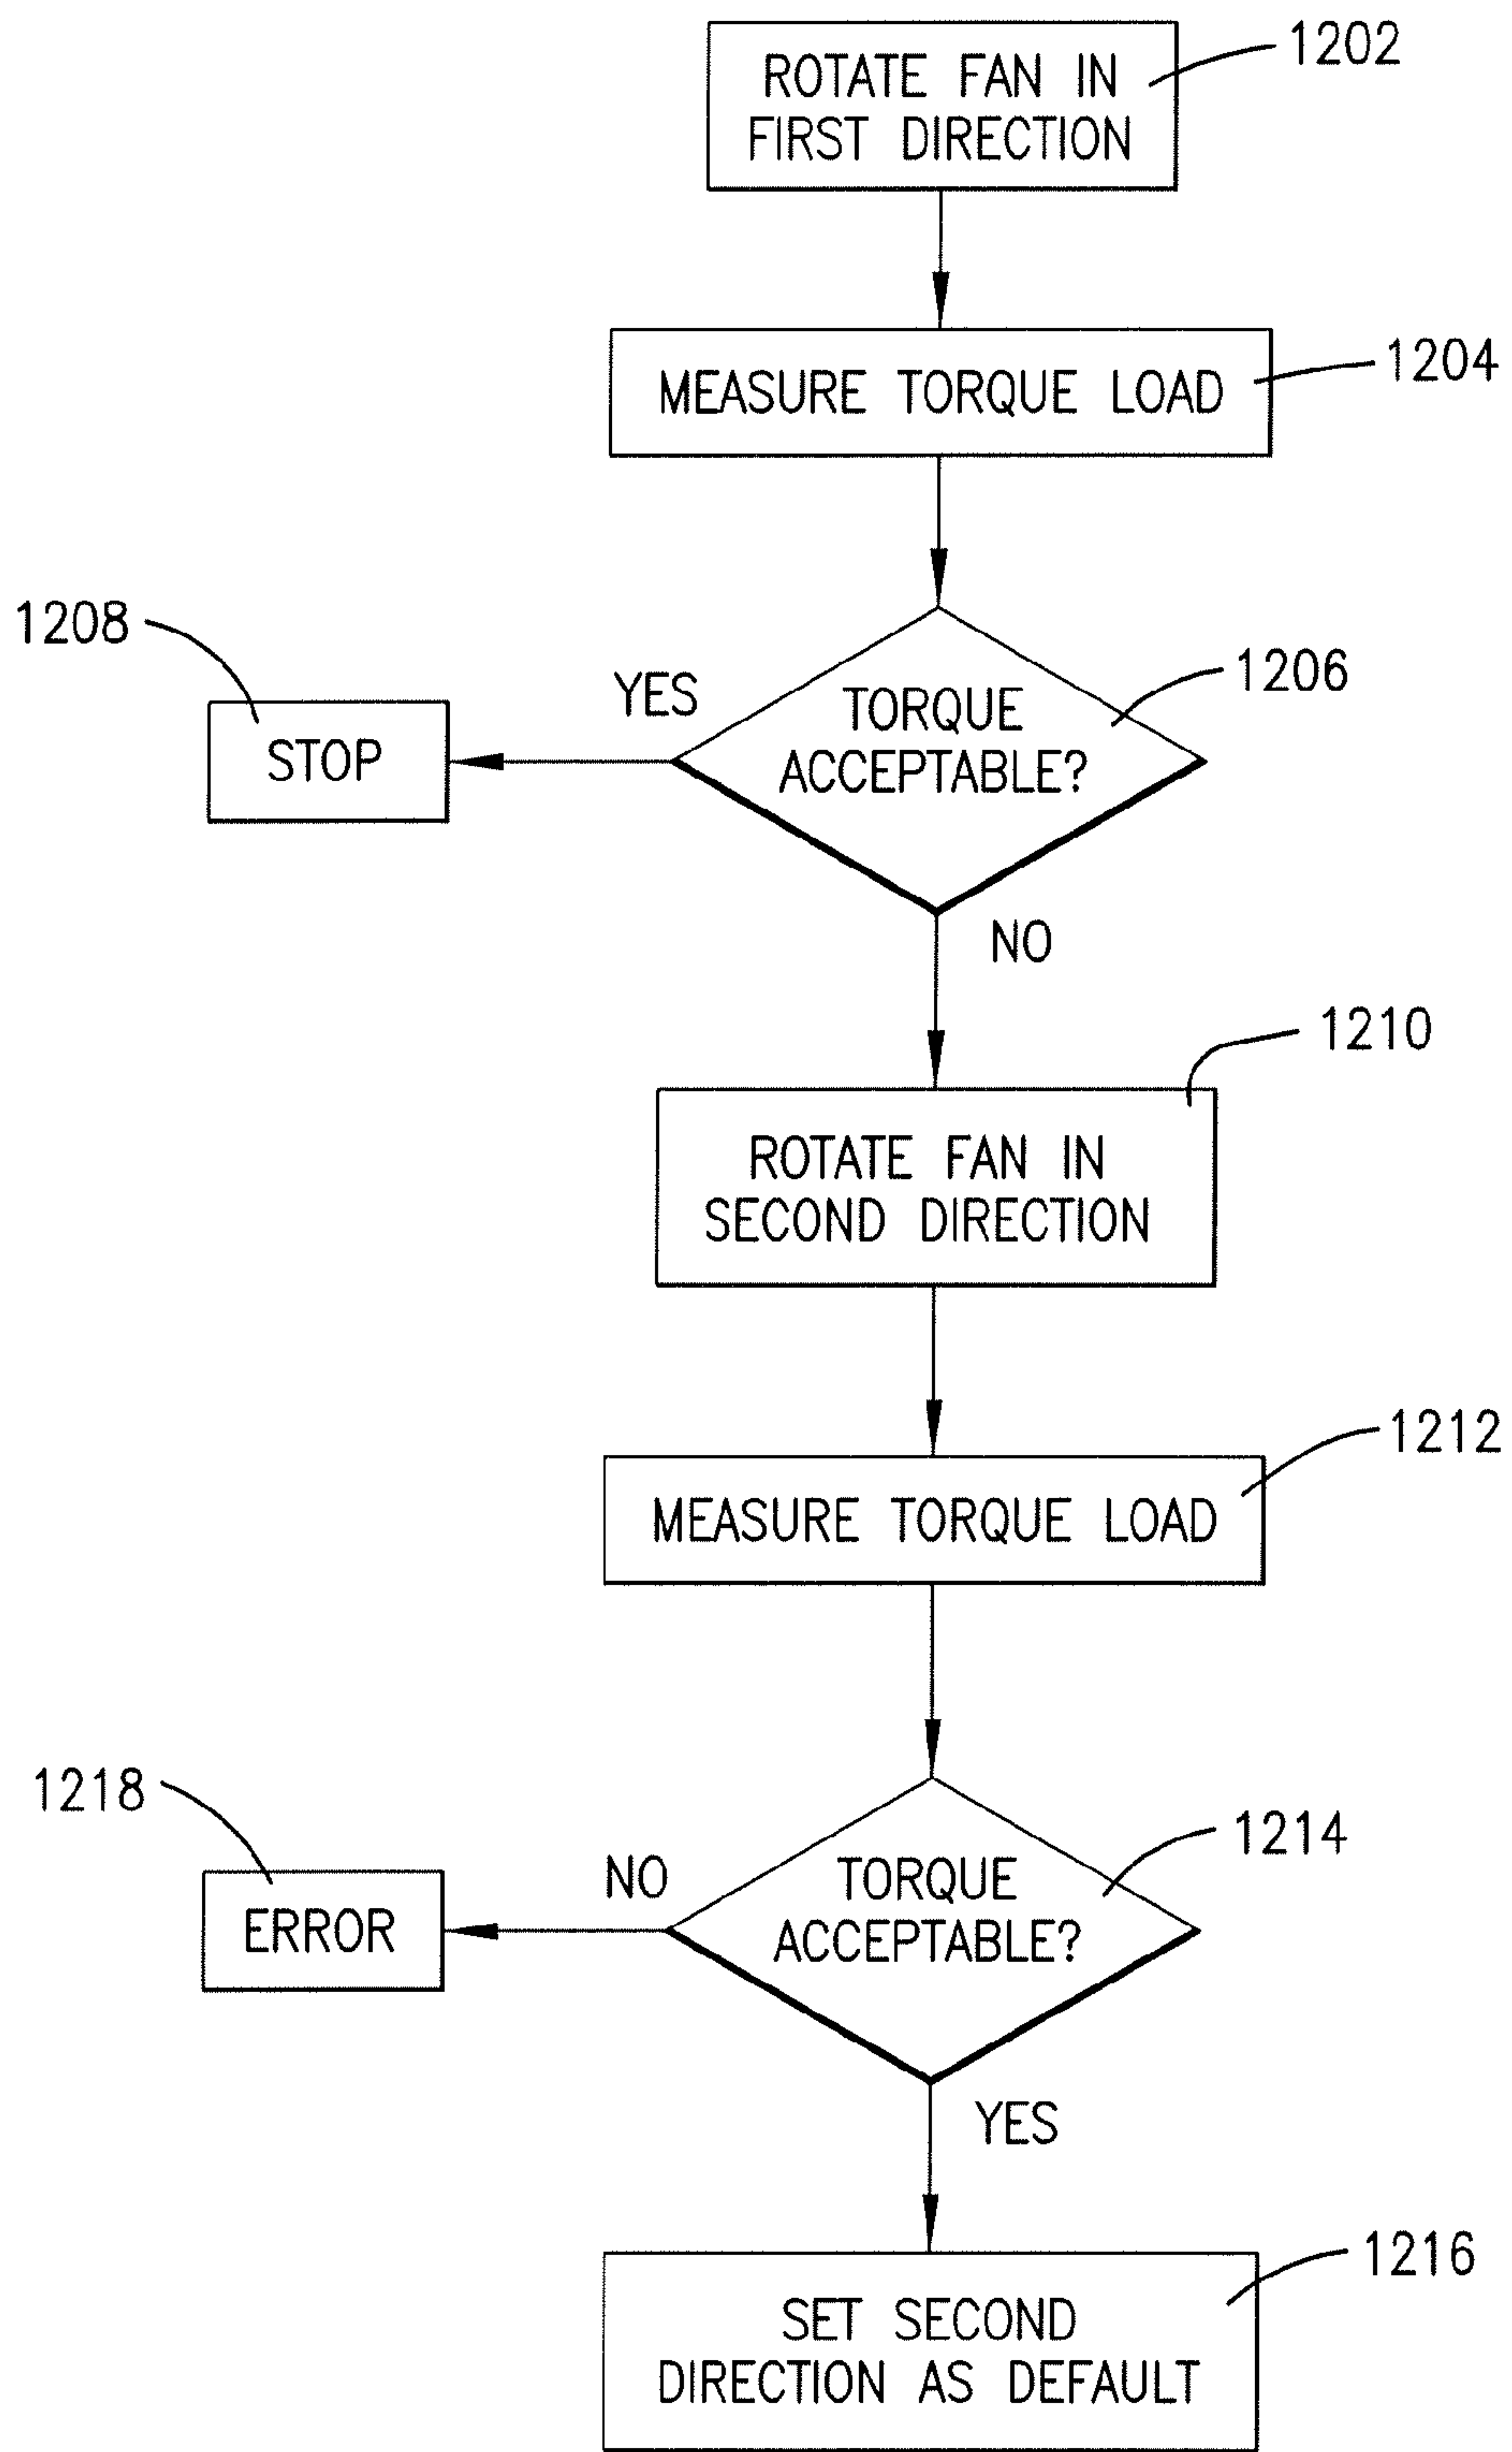 ROTATE FAN IN
FIRST DIRECTION
1202
MEASURE TORQUE LOAD
1204
TORQUE
ACCEPTABLE?
1206
YES
1208
STOP
NO
1210
ROTATE FAN IN
SECOND DIRECTION
1212
MEASURE TORQUE LOAD
1214
TORQUE
ACCEPTABLE?
NO
1218
ERROR
YES
1216
SET SECOND
DIRECTION AS DEFAULT